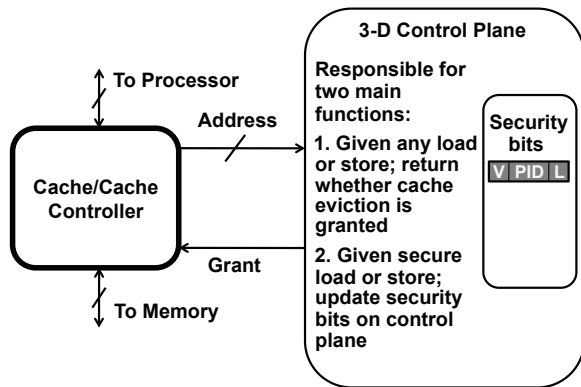 3-D Control Plane
To Processor
Address
Cache/Cache
Controller
Grant
To Memory
Responsible for
two main
functions:
1. Given any load
or store; return
whether cache
eviction is
granted
2. Given secure
load or store;
update security
bits on control
plane
Security
bits
V PID L